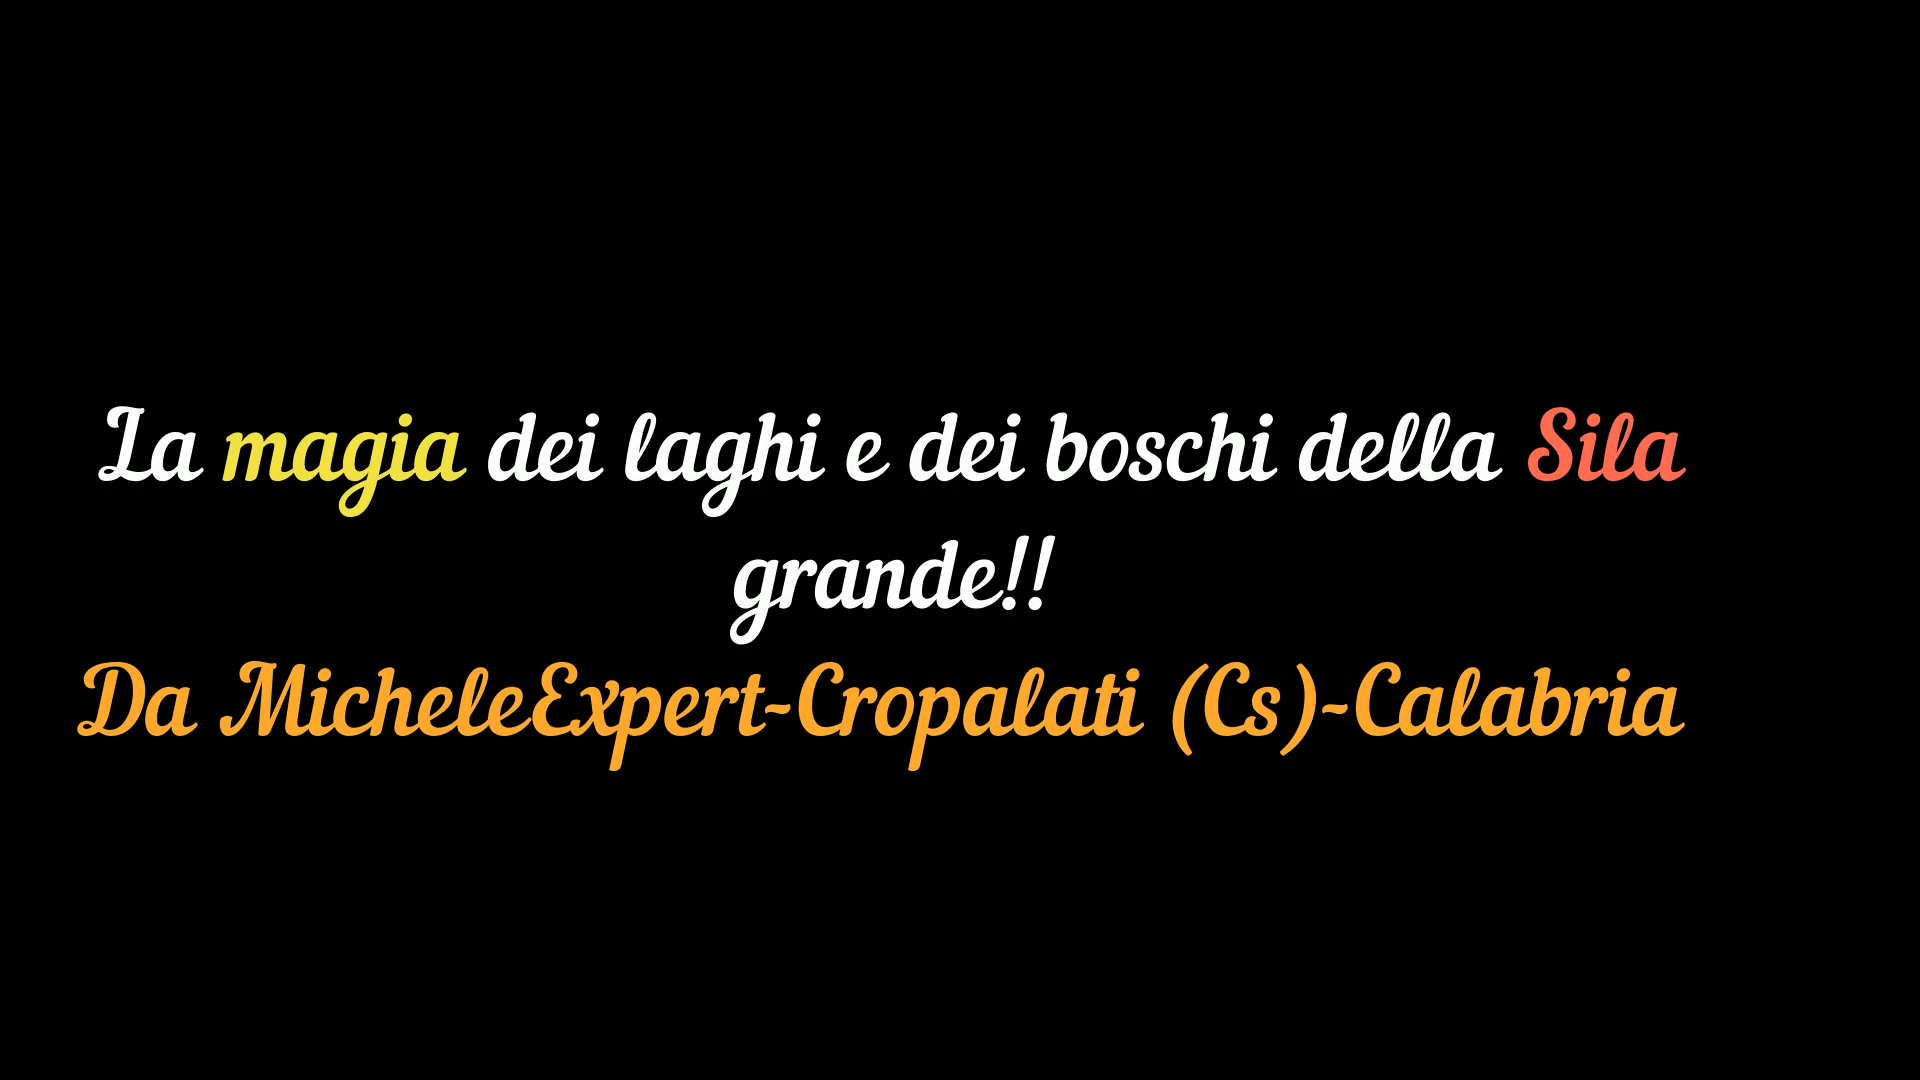 La magia dei laghi e dei boschi della Sila
grande!!
Da MicheleExpert-Cropalati (Cs)-Calabria